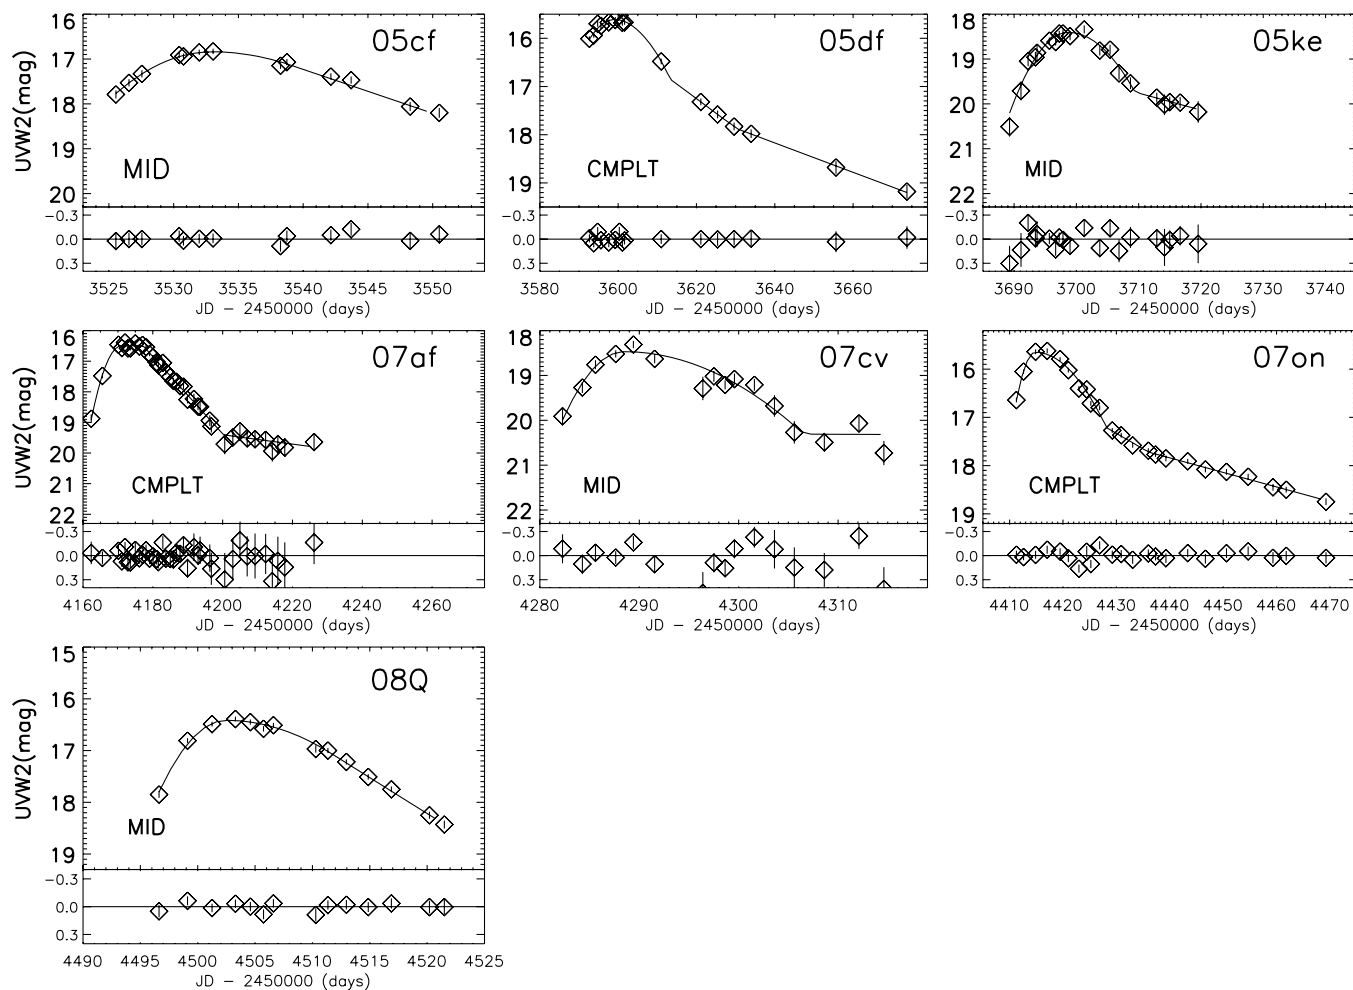 UVW2(mag)
16
17
18
19
20
05cf
MID
−0.3
0.0
0.3
3525 3530 3535 3540 3545 3550
JD − 2450000 (days)
16
17
18
19
05df
CMPLT
3580 3600 3620 3640 3660
JD − 2450000 (days)
18
19
20
21
22
05ke
MID
−0.3
0.0
0.3
3690 3700 3710 3720 3730 3740
JD − 2450000 (days)
UVW2(mag)
16
17
18
19
20
21
22
07af
CMPLT
−0.3
0.0
0.3
4160 4180 4200 4220 4240 4260
JD − 2450000 (days)
18
19
20
21
22
07cv
MID
−0.3
0.0
0.3
4280 4290 4300 4310
JD − 2450000 (days)
16
17
18
19
07on
CMPLT
−0.3
0.0
0.3
4410 4420 4430 4440 4450 4460 4470
JD − 2450000 (days)
UVW2(mag)
15
16
17
18
19
08Q
MID
−0.3
0.0
0.3
4490 4495 4500 4505 4510 4515 4520 4525
JD − 2450000 (days)